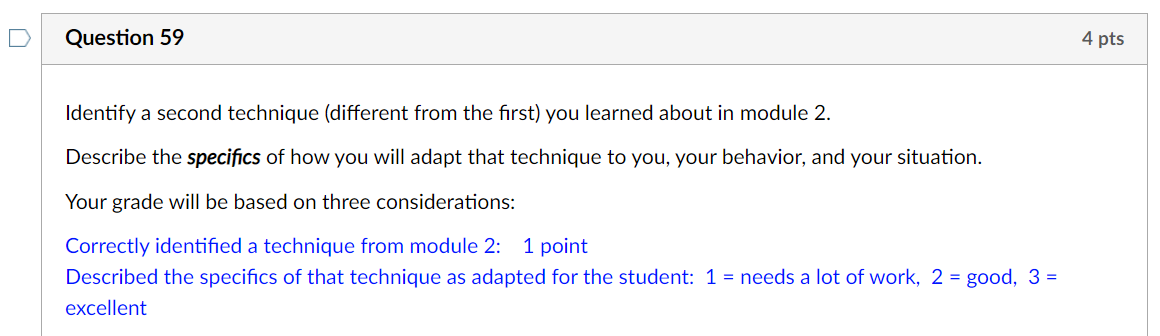 Question 59
4 pts
Identify a second technique (different from the first) you learned about in module 2.
Describe the specifics of how you will adapt that technique to you, your behavior, and your situation.
Your grade will be based on three considerations:
Correctly identified a technique from module 2: 1 point
Described the specifics of that technique as adapted for the student: 1 = needs a lot of work, 2 = good, 3 =
excellent